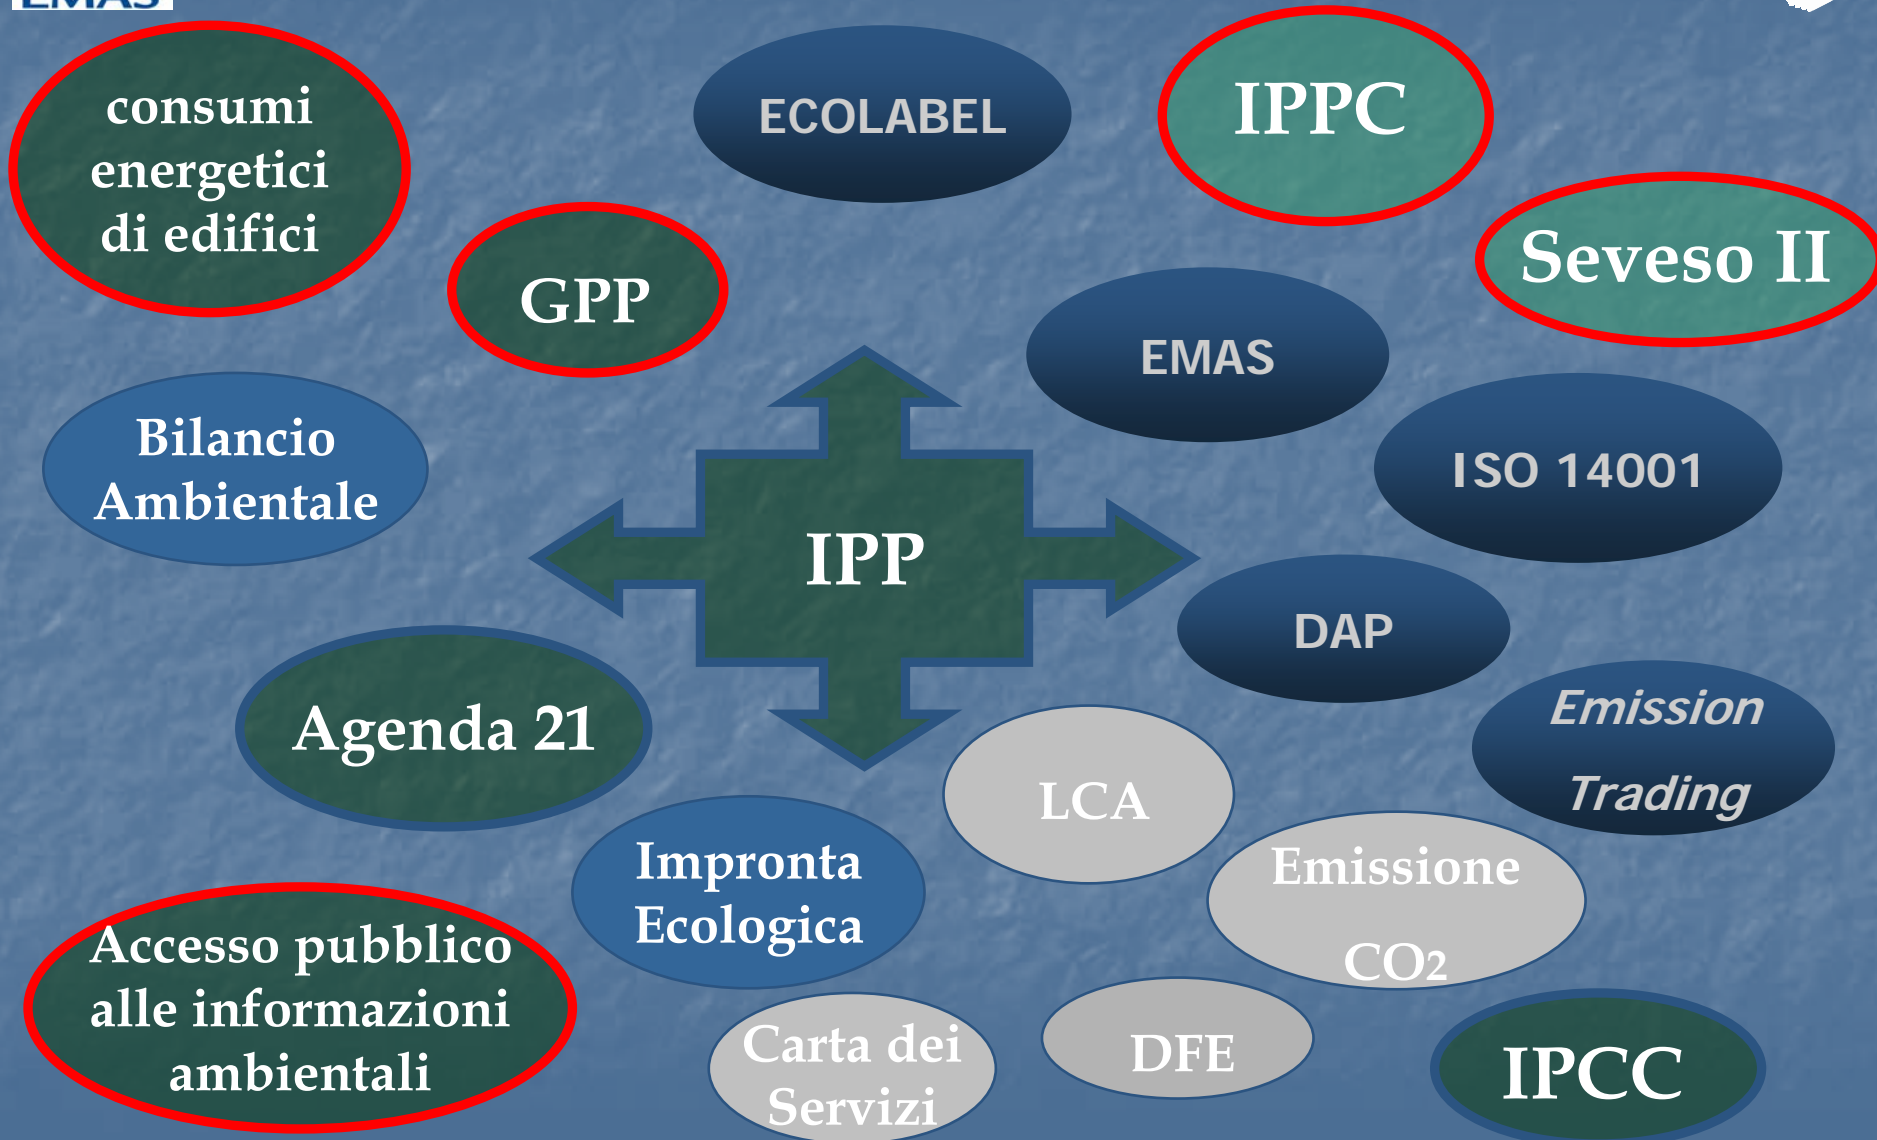 EMAS
consumi
energetici
di edifici
ECOLABEL
IPPC
GPP
Seveso II
EMAS
Bilancio
Ambientale
ISO 14001
IPP
DAP
Agenda 21
Emission
Trading
LCA
Impronta
Ecologica
Emissione
CO2
Accesso pubblico
alle informazioni
ambientali
Carta dei
Servizi
DFE
IPCC